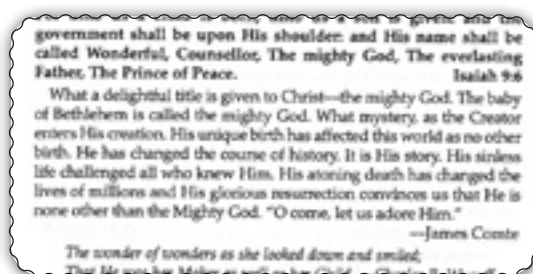 government shall be upon His shoulder: and His name shall be
called Wonderful, Counsellor, The mighty God, The everlasting
Father, The Prince of Peace. Isaiah 9:6
What a delightful title is given to Christ—the mighty God. The baby
of Bethlehem is called the mighty God. What mystery, as the Creator
enters His creation. His unique birth has affected this world as no other
birth. He has changed the course of history. It is His story. His sinless
life challenged all who knew Him. His atoning death has changed the
lives of millions and His glorious resurrection convinces us that He is
none other than the Mighty God. "O come, let us adore Him."
—James Comte
The wonder of wonders as she looked down and smiled;